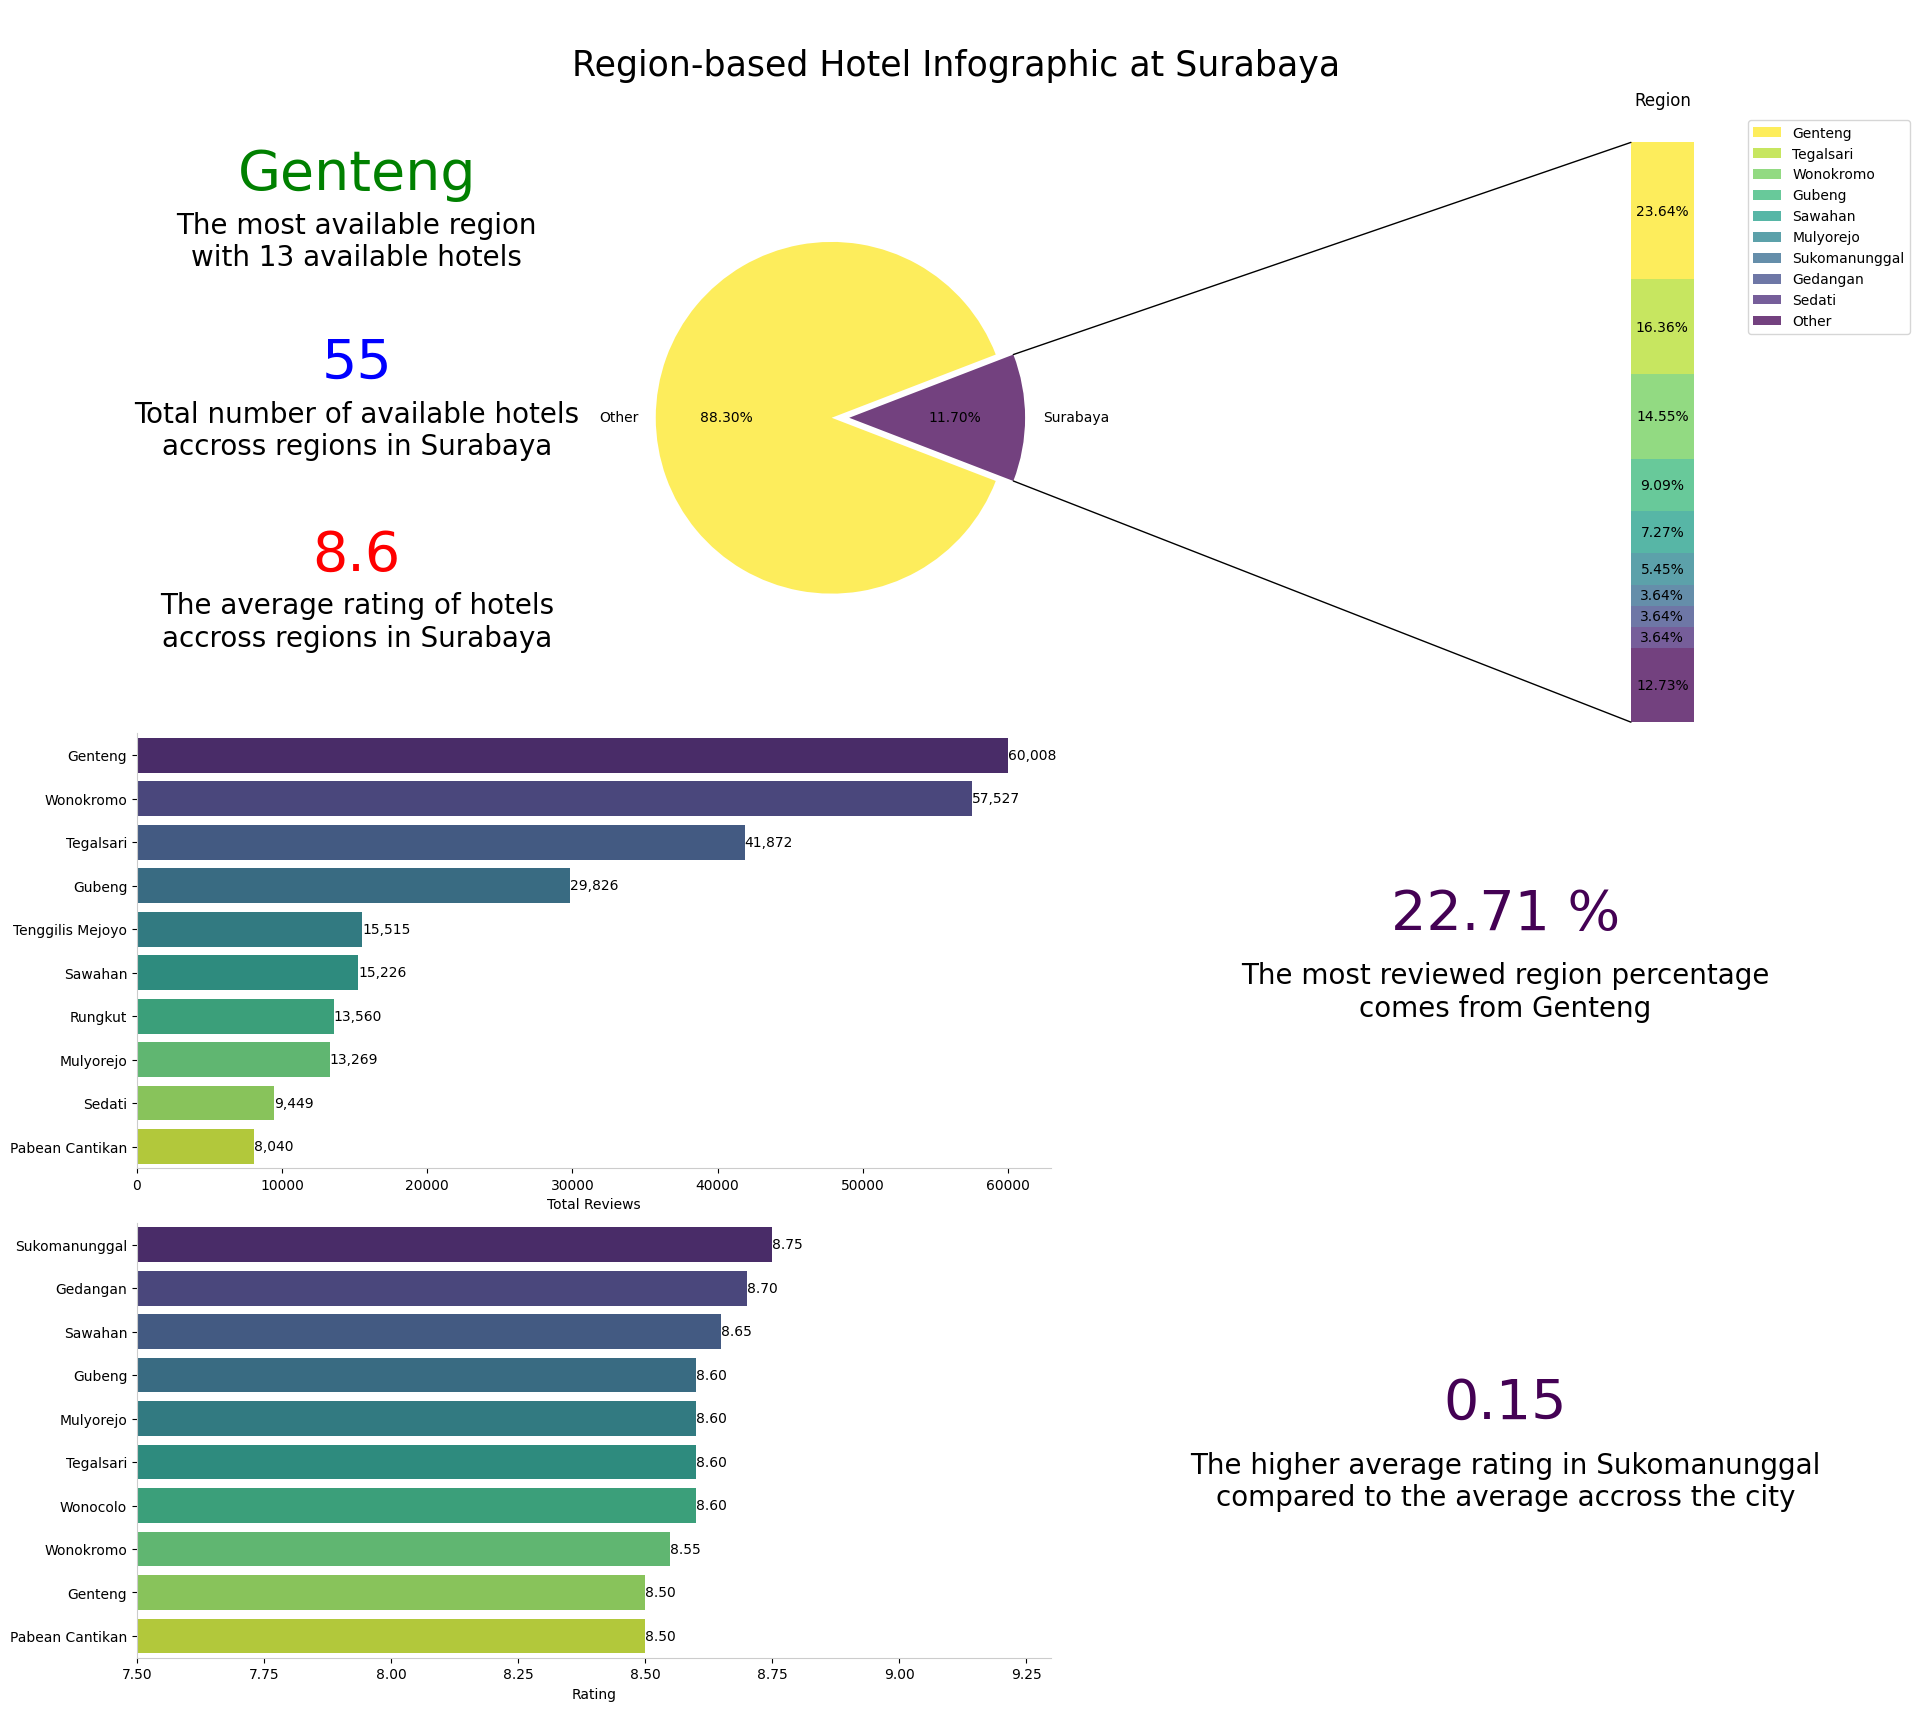 Region-based Hotel Infographic at Surabaya
Genteng
The most available region
with 13 available hotels
55
Total number of available hotels
accross regions in Surabaya
8.6
The average rating of hotels
accross regions in Surabaya
Other
88.30%
11.70%
Surabaya
Region
23.64%
16.36%
14.55%
9.09%
7.27%
5.45%
3.64%
3.64%
3.64%
12.73%
Genteng
Tegalsari
Wonokromo
Gubeng
Sawahan
Mulyorejo
Sukomanunggal
Gedangan
Sedati
Other
Genteng 60,008
Wonokromo 57,527
Tegalsari 41,872
Gubeng 29,826
Tenggilis Mejoyo 15,515
Sawahan 15,226
Rungkut 13,560
Mulyorejo 13,269
Sedati 9,449
Pabean Cantikan 8,040
0 10000 20000 30000 40000 50000 60000
Total Reviews
22.71 %
The most reviewed region percentage
comes from Genteng
Sukomanunggal 8.75
Gedangan 8.70
Sawahan 8.65
Gubeng 8.60
Mulyorejo 8.60
Tegalsari 8.60
Wonocolo 8.60
Wonokromo 8.55
Genteng 8.50
Pabean Cantikan 8.50
7.50 7.75 8.00 8.25 8.50 8.75 9.00 9.25
Rating
0.15
The higher average rating in Sukomanunggal
compared to the average accross the city